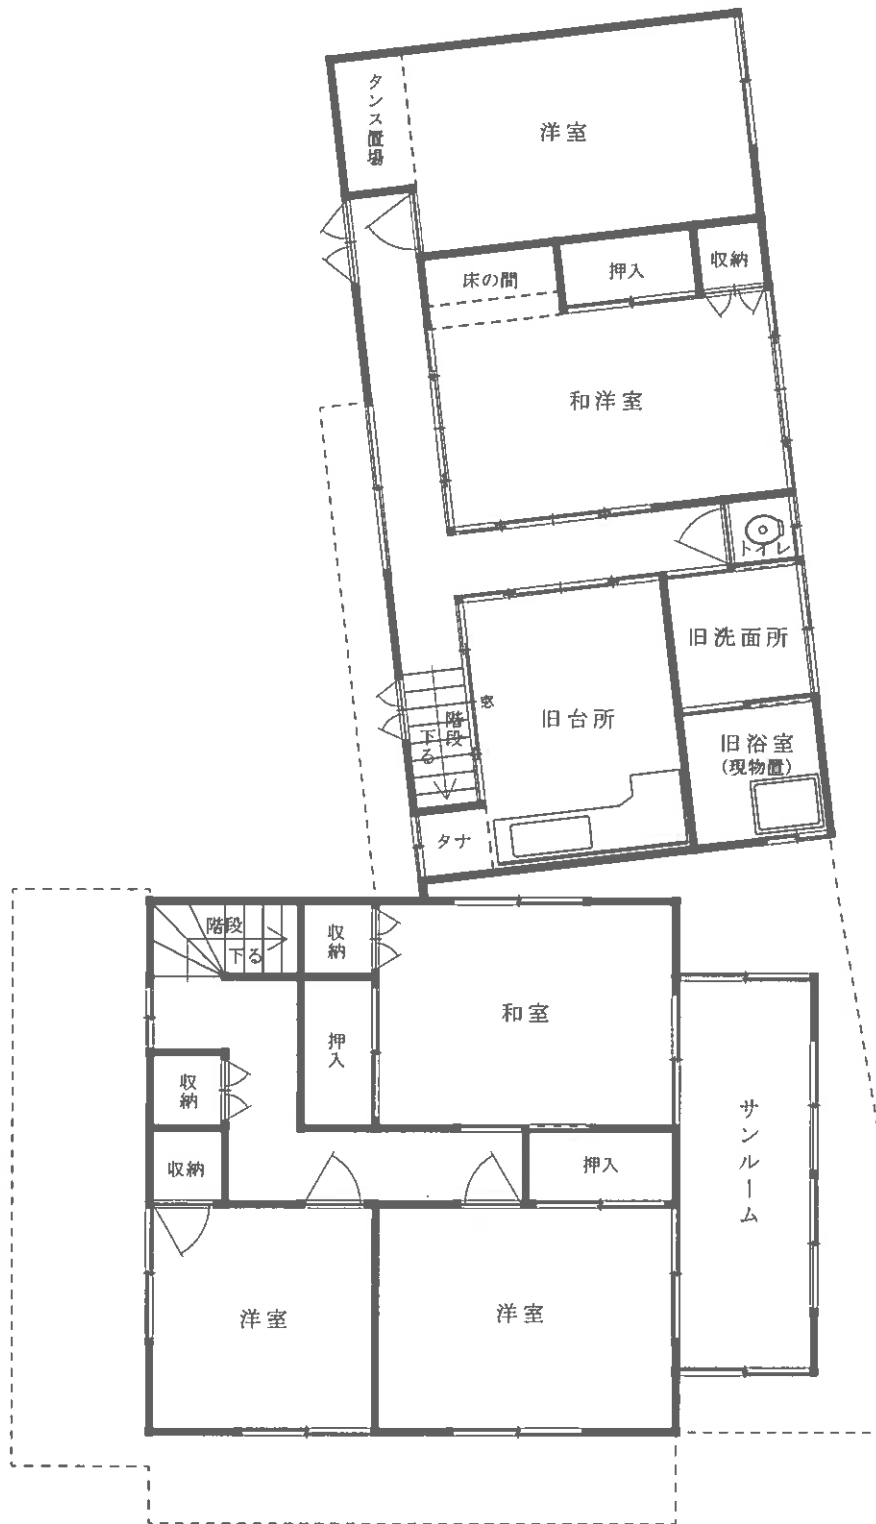 タンス置場
洋室
床の間
押入
収納
和洋室
トイレ
旧洗面所
窓
階段
下る
旧台所
旧浴室
(現物置)
タナ
階段
下る
収納
和室
押入
収納
サンルーム
収納
押入
洋室
洋室